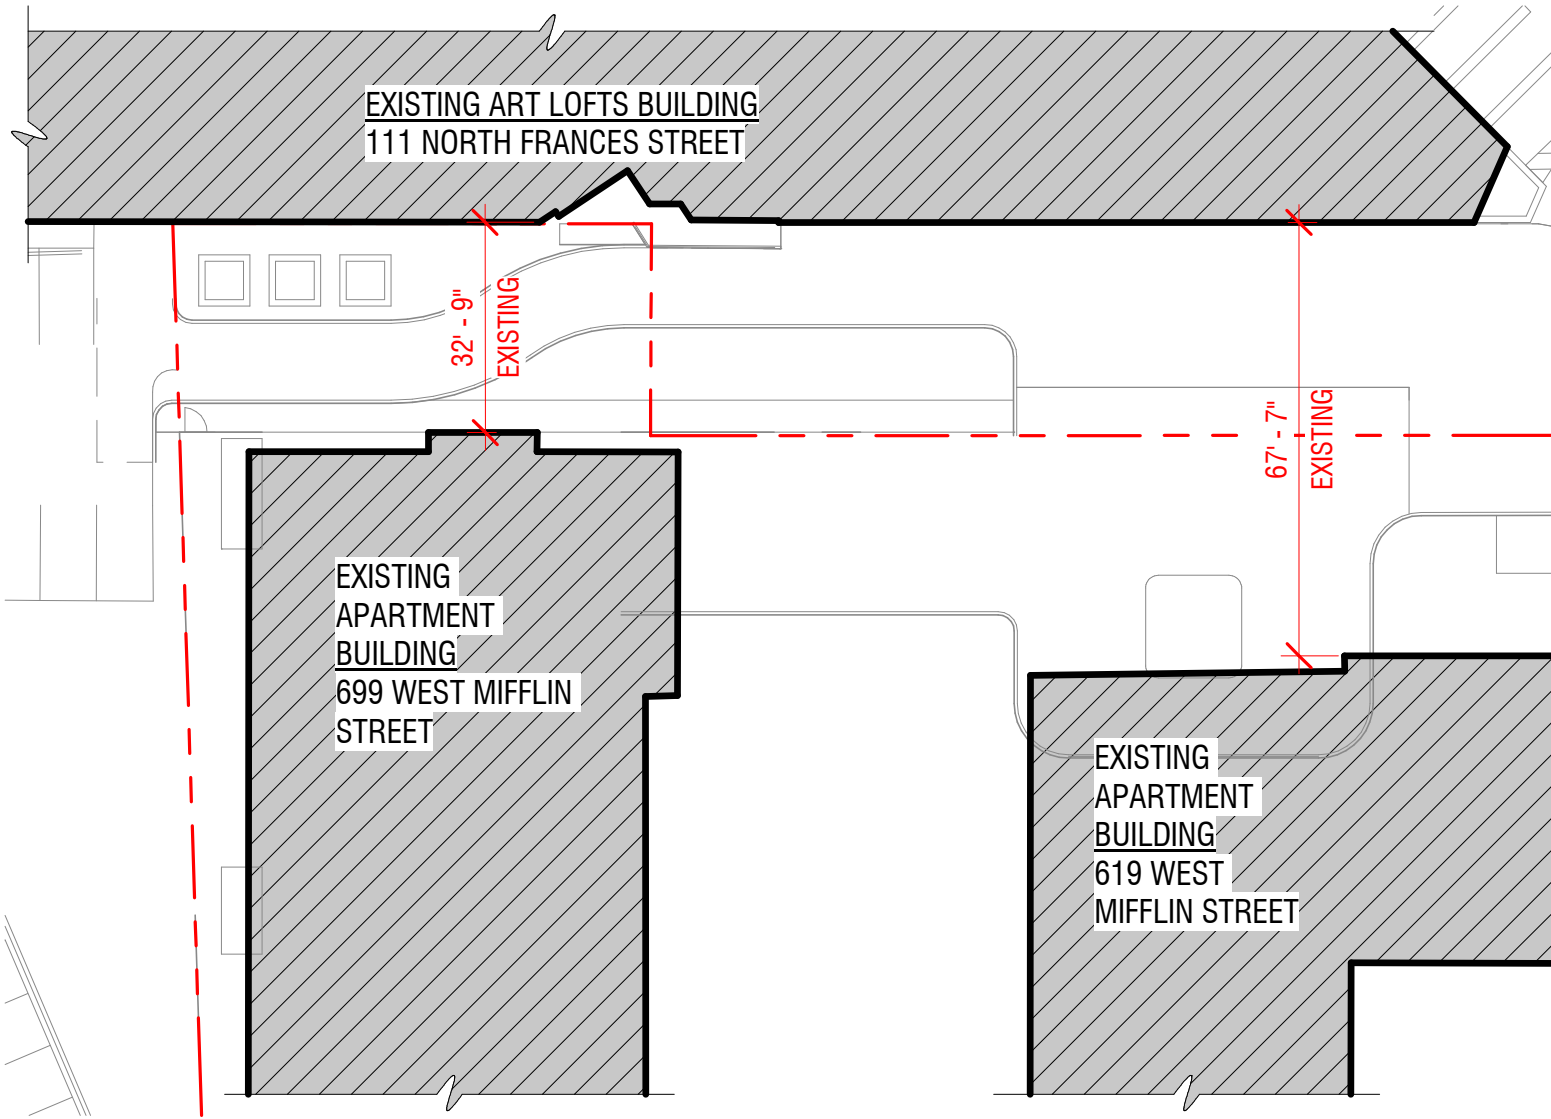 EXISTING ART LOFTS BUILDING
111 NORTH FRANCES STREET
32' - 9"
EXISTING
67' - 7"
EXISTING
EXISTING
APARTMENT
BUILDING
699 WEST MIFFLIN
STREET
EXISTING
APARTMENT
BUILDING
619 WEST
MIFFLIN STREET